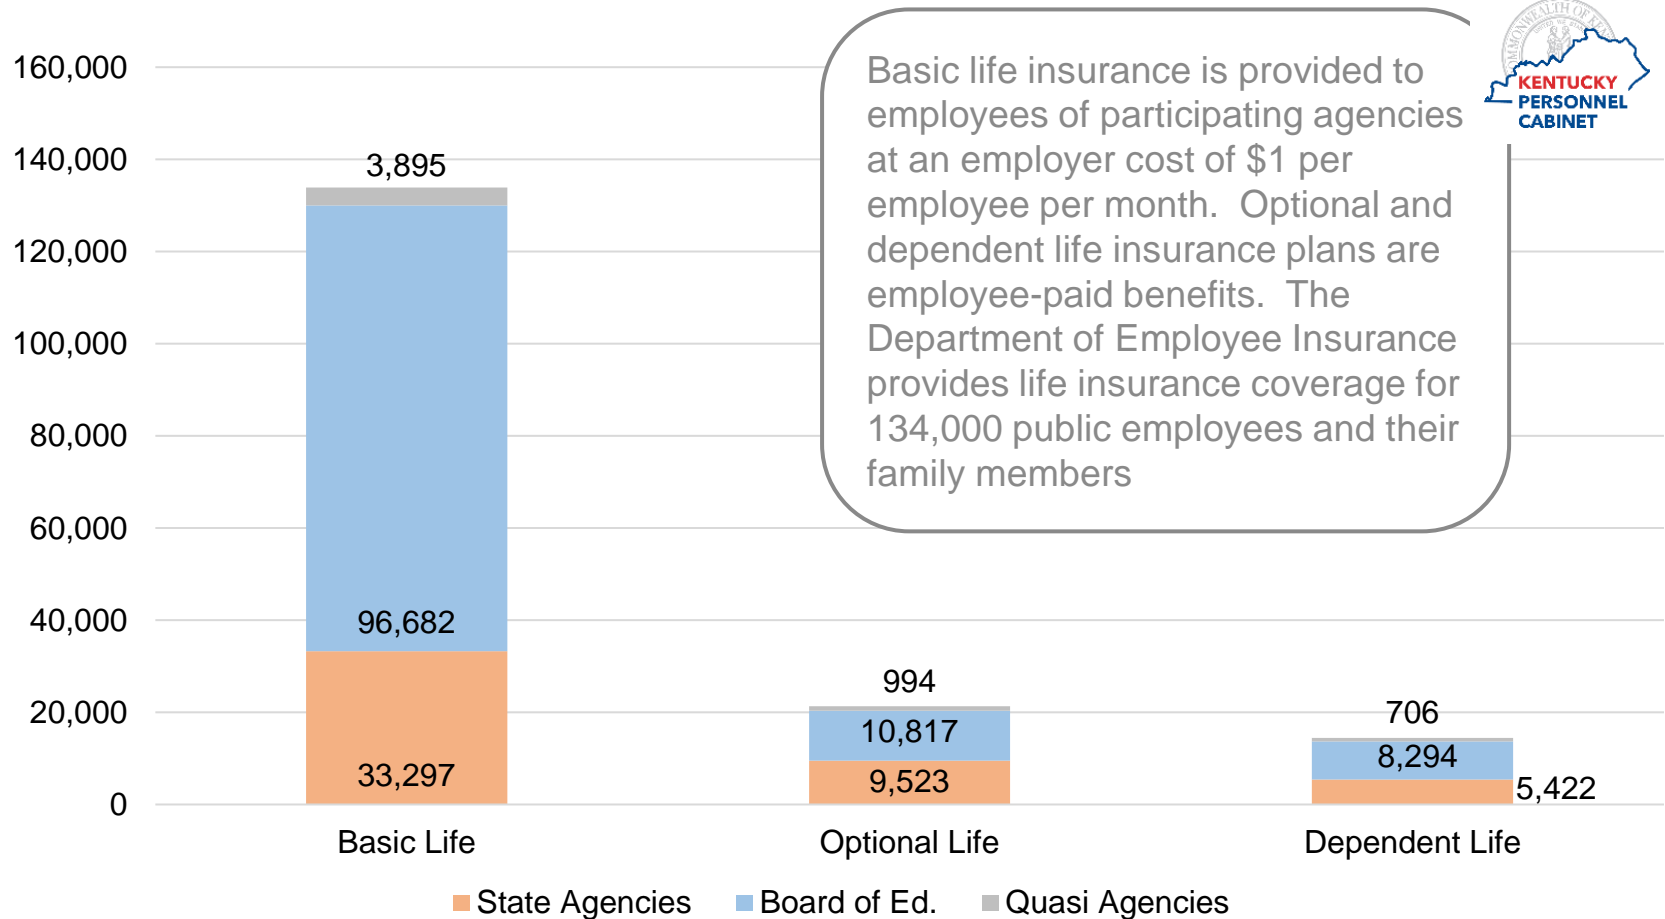 COMMONWEALTH OF KEN
KENTUCKY
PERSONNEL
CABINET
Basic life insurance is provided to
employees of participating agencies
at an employer cost of $1 per
employee per month.  Optional and
dependent life insurance plans are
employee-paid benefits.  The
Department of Employee Insurance
provides life insurance coverage for
134,000 public employees and their
family members
160,000
140,000
120,000
100,000
80,000
60,000
40,000
20,000
0
3,895
96,682
33,297
994
10,817
9,523
706
8,294
5,422
Basic Life
Optional Life
Dependent Life
State Agencies
Board of Ed.
Quasi Agencies